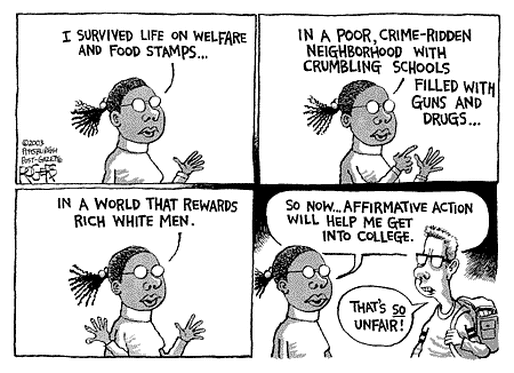 I SURVIVED LIFE ON WELFARE
AND FOOD STAMPS...
©2003
PITTSBURGH
POST-GAZETTE
ROGERS
IN A POOR, CRIME-RIDDEN
NEIGHBORHOOD WITH
CRUMBLING SCHOOLS
FILLED WITH
GUNS AND
DRUGS...
IN A WORLD THAT REWARDS
RICH WHITE MEN.
SO NOW... AFFIRMATIVE ACTION
WILL HELP ME GET
INTO COLLEGE.
THAT'S SO
UNFAIR!